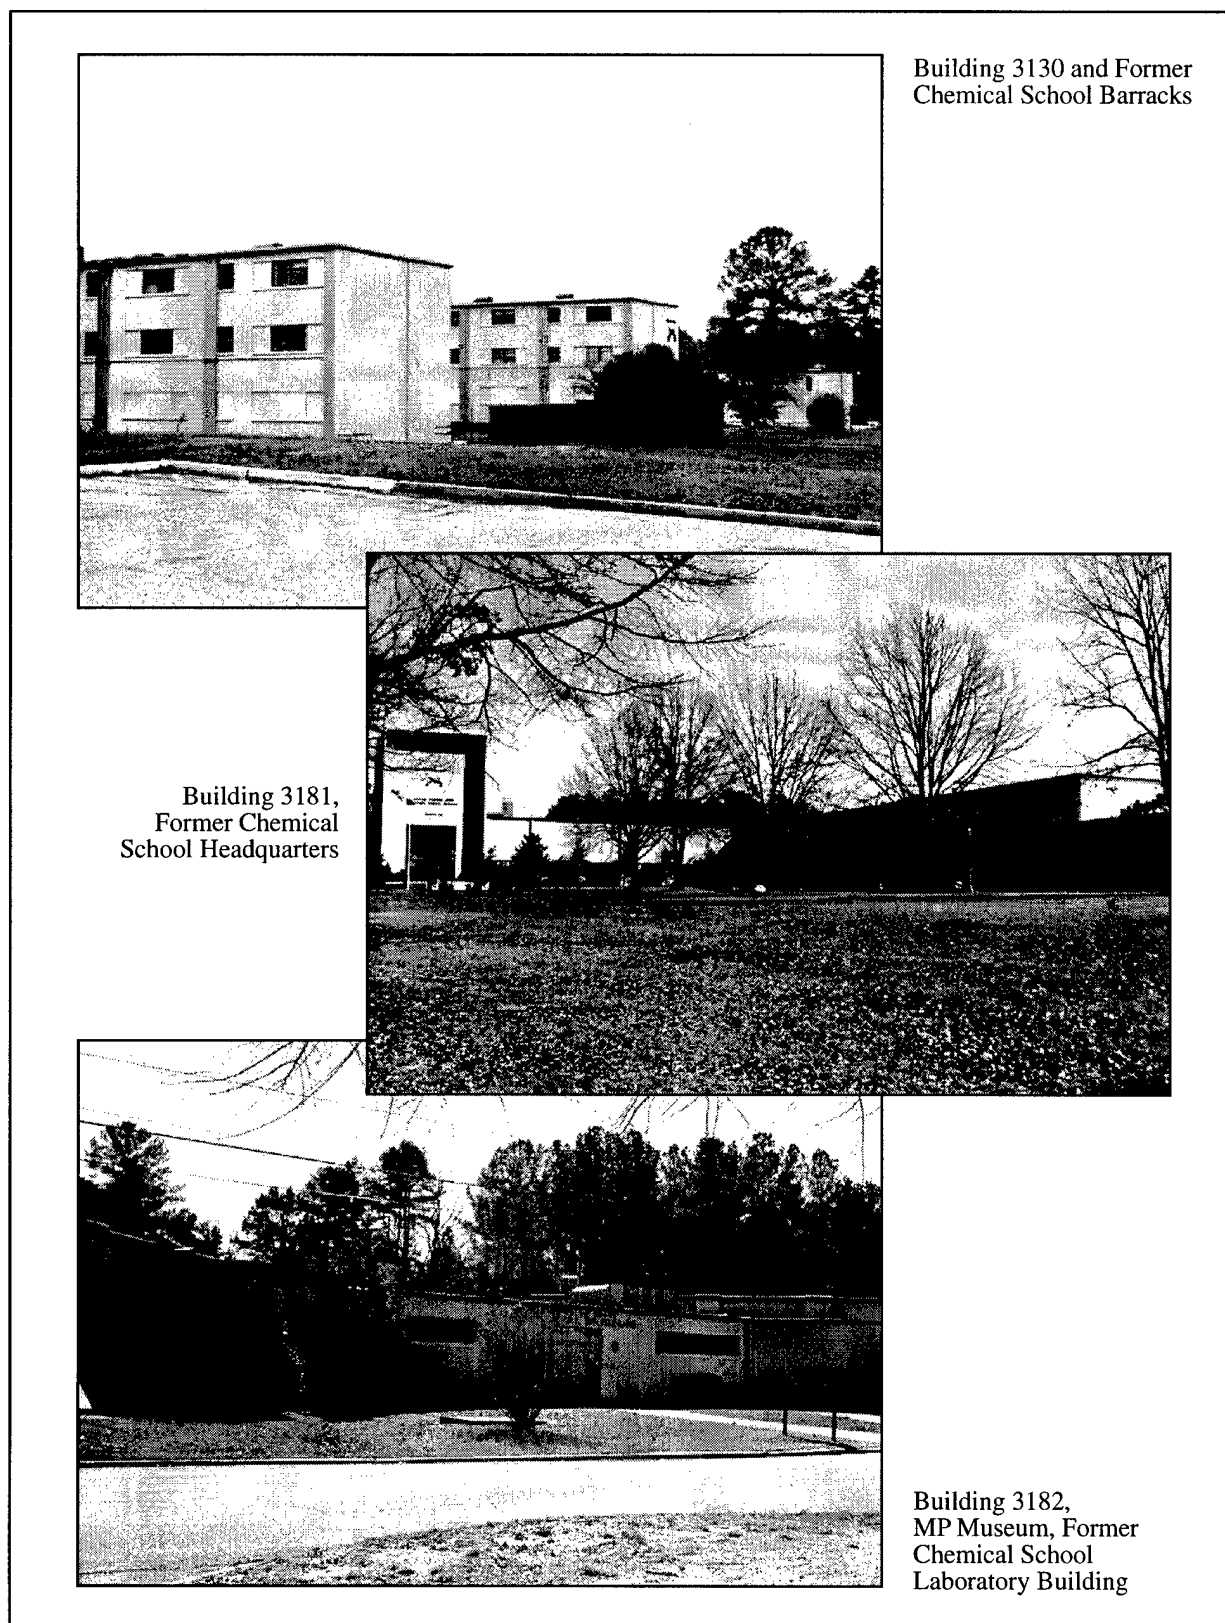 Building 3130 and Former
Chemical School Barracks
Building 3181,
Former Chemical
School Headquarters
Building 3182,
MP Museum, Former
Chemical School
Laboratory Building